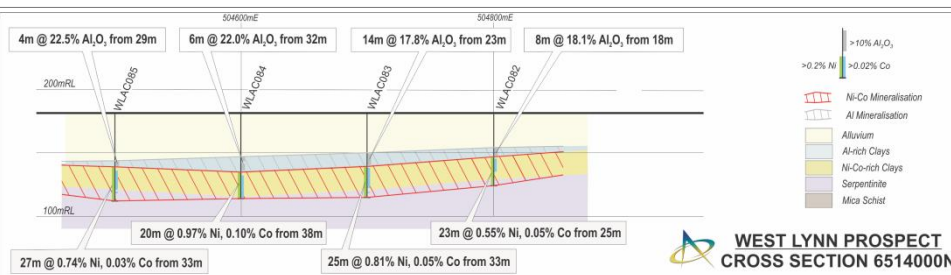 504600mE 504800mE
4m @ 22.5% Al₂O₃ from 29m
6m @ 22.0% Al₂O₃ from 32m
14m @ 17.8% Al₂O₃ from 23m
8m @ 18.1% Al₂O₃ from 18m
>10% Al₂O₃
>0.2% Ni >0.02% Co
200mRL
WLAC085
WLAC084
WLAC083
WLAC082
Ni-Co Mineralisation
Al Mineralisation
Alluvium
Al-rich Clays
Ni-Co-rich Clays
Serpentinite
Mica Schist
100mRL
20m @ 0.97% Ni, 0.10% Co from 38m
23m @ 0.55% Ni, 0.05% Co from 25m
27m @ 0.74% Ni, 0.03% Co from 33m
25m @ 0.81% Ni, 0.05% Co from 33m
WEST LYNN PROSPECT
CROSS SECTION 6514000